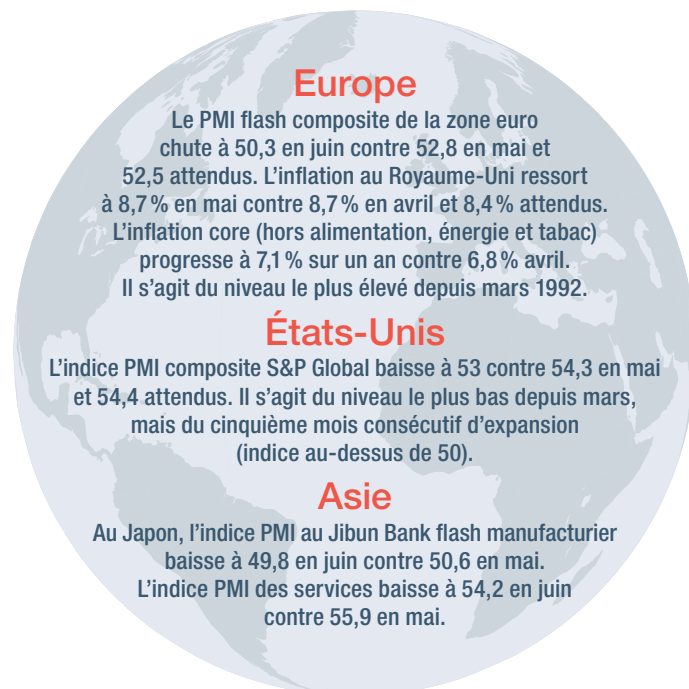 Europe
Le PMI flash composite de la zone euro
chute à 50,3 en juin contre 52,8 en mai et
52,5 attendus. L’inflation au Royaume-Uni ressort
à 8,7 % en mai contre 8,7 % en avril et 8,4 % attendus.
L’inflation core (hors alimentation, énergie et tabac)
progresse à 7,1 % sur un an contre 6,8 % avril.
Il s’agit du niveau le plus élevé depuis mars 1992.
États-Unis
L’indice PMI composite S&P Global baisse à 53 contre 54,3 en mai
et 54,4 attendus. Il s’agit du niveau le plus bas depuis mars,
mais du cinquième mois consécutif d’expansion
(indice au-dessus de 50).
Asie
Au Japon, l’indice PMI au Jibun Bank flash manufacturier
baisse à 49,8 en juin contre 50,6 en mai.
L’indice PMI des services baisse à 54,2 en juin
contre 55,9 en mai.